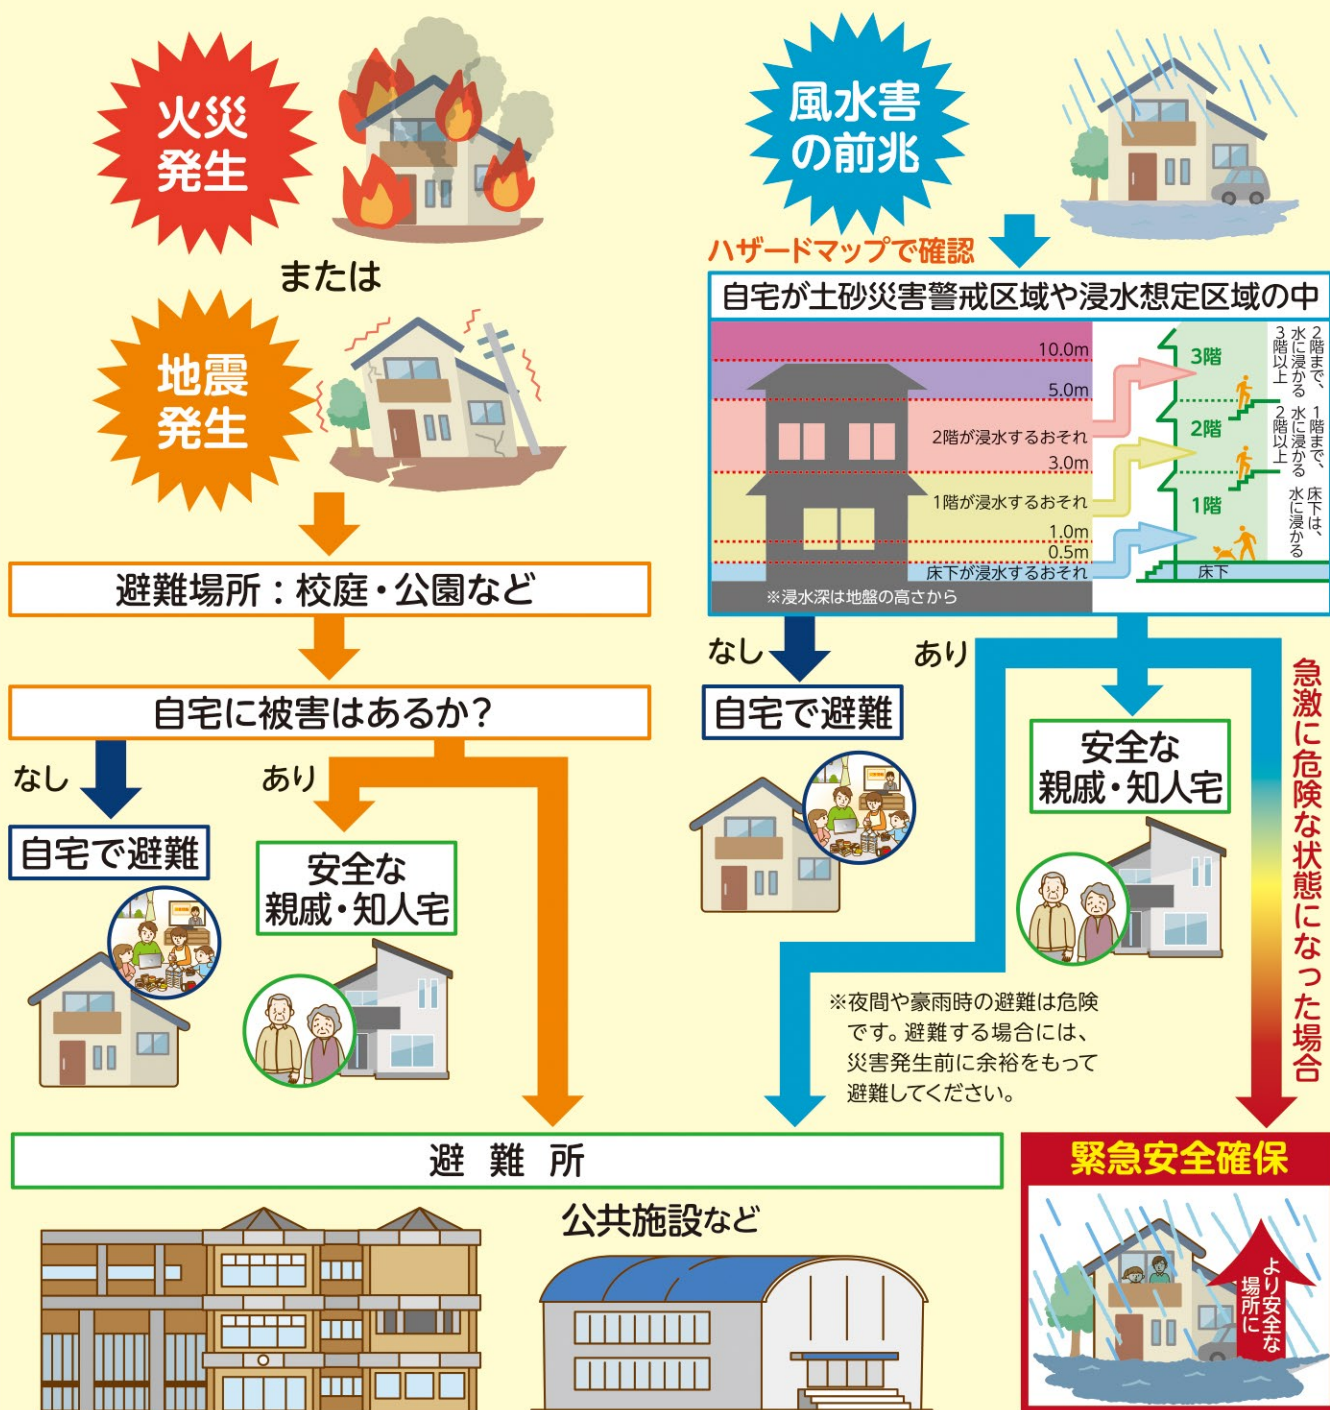 火災
発生
または
地震
発生
避難場所：校庭・公園など
自宅に被害はあるか？
なし
あり
自宅で避難
安全な
親戚・知人宅
風水害
の前兆
ハザードマップで確認
自宅が土砂災害警戒区域や浸水想定区域の中
10.0m
5.0m
2階が浸水するおそれ
3.0m
1階が浸水するおそれ
1.0m
0.5m
床下が浸水するおそれ
※浸水深は地盤の高さから
3階
2階まで、
水に浸かる
3階以上
2階
1階まで、
水に浸かる
2階以上
1階
床下は、
水に浸かる
床下
なし
あり
自宅で避難
安全な
親戚・知人宅
急激に危険な状態になった場合
※夜間や豪雨時の避難は危険
です。避難する場合には、
災害発生前に余裕をもって
避難してください。
避難所
公共施設など
緊急安全確保
より安全な
場所に